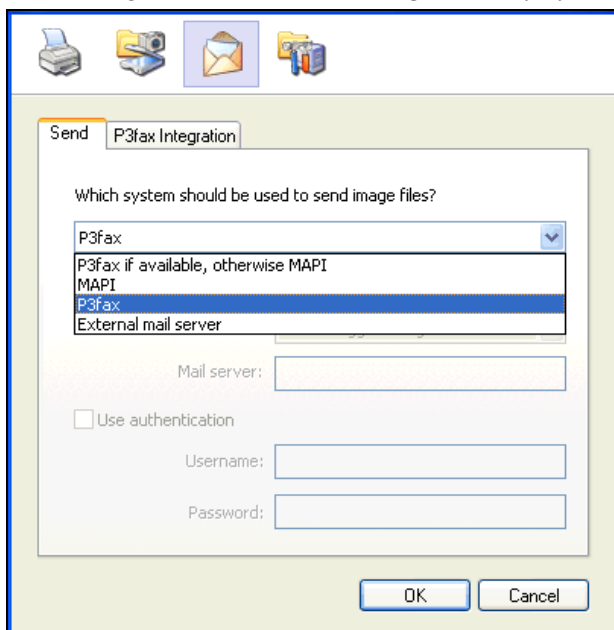 Send
P3fax Integration
Which system should be used to send image files?
P3fax
P3fax if available, otherwise MAPI
MAPI
P3fax
External mail server
Mail server:
Use authentication
Username:
Password:
OK
Cancel